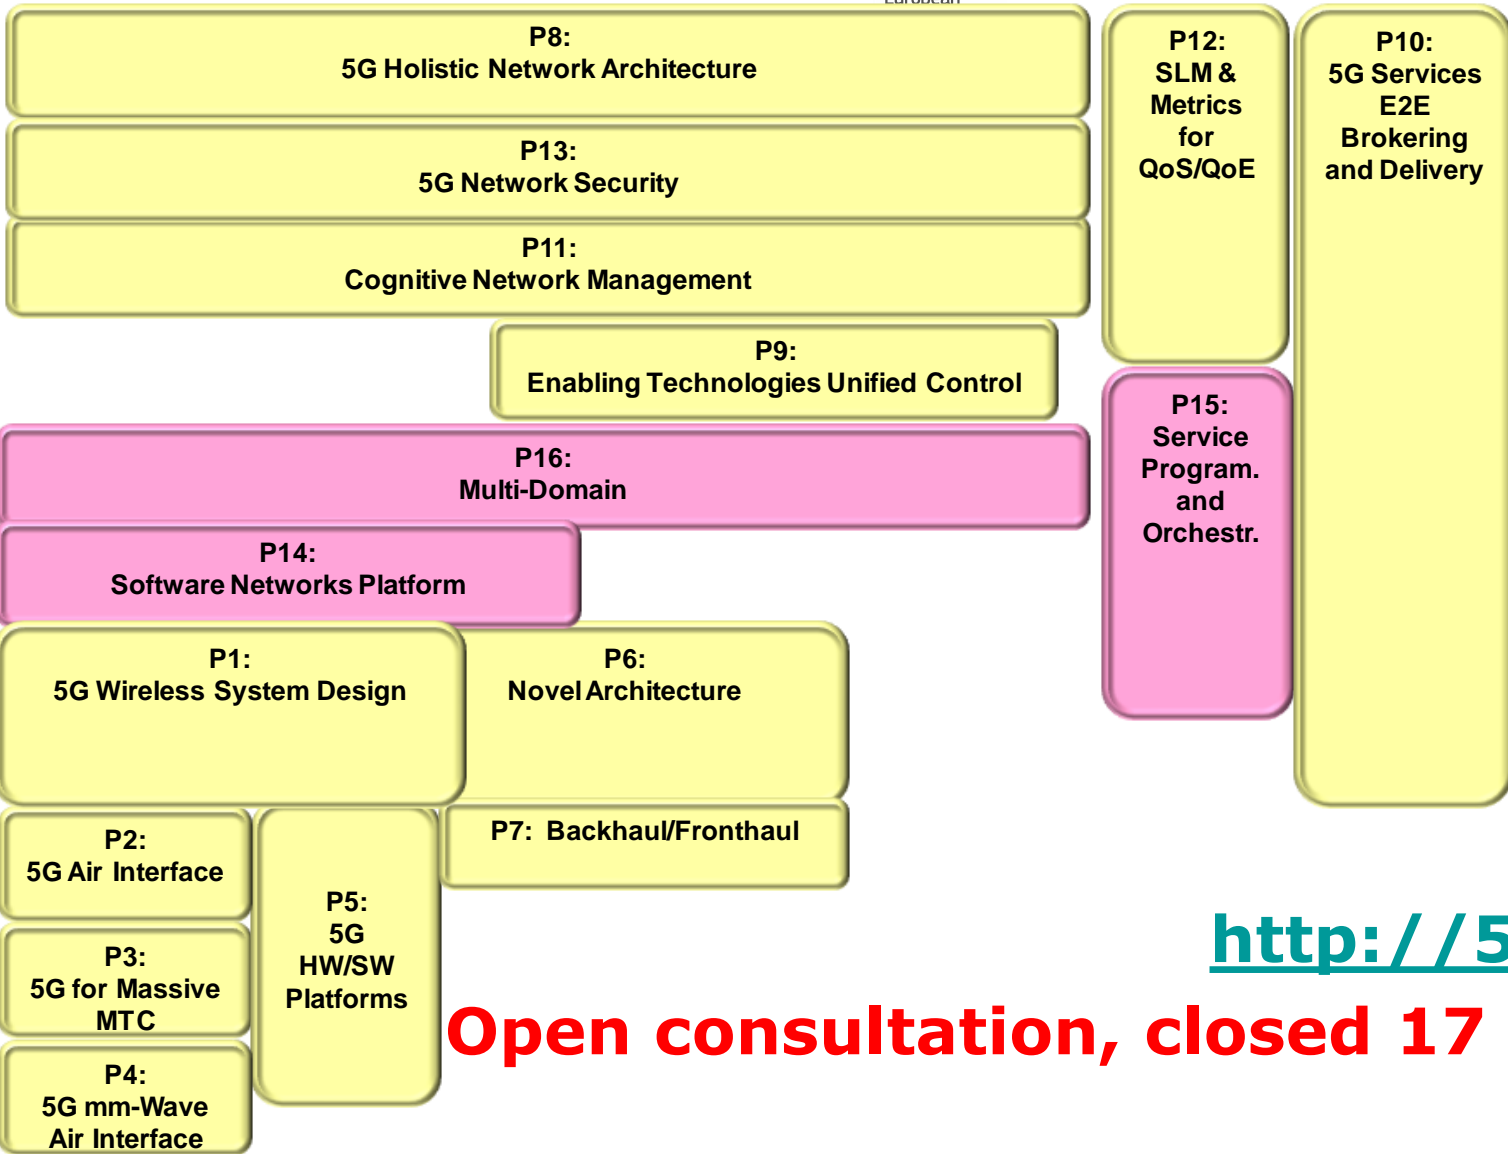 European
P8:
5G Holistic Network Architecture
P12:
SLM &
Metrics
for
QoS/QoE
P10:
5G Services
E2E
Brokering
and Delivery
P13:
5G Network Security
P11:
Cognitive Network Management
P9:
Enabling Technologies Unified Control
P15:
Service
Program.
and
Orchestr.
P16:
Multi-Domain
P14:
Software Networks Platform
P1:
5G Wireless System Design
P6:
Novel Architecture
P2:
5G Air Interface
P7: Backhaul/Fronthaul
P5:
5G
HW/SW
Platforms
P3:
5G for Massive
MTC
P4:
5G mm-Wave
Air Interface
http://5
Open consultation, closed 17